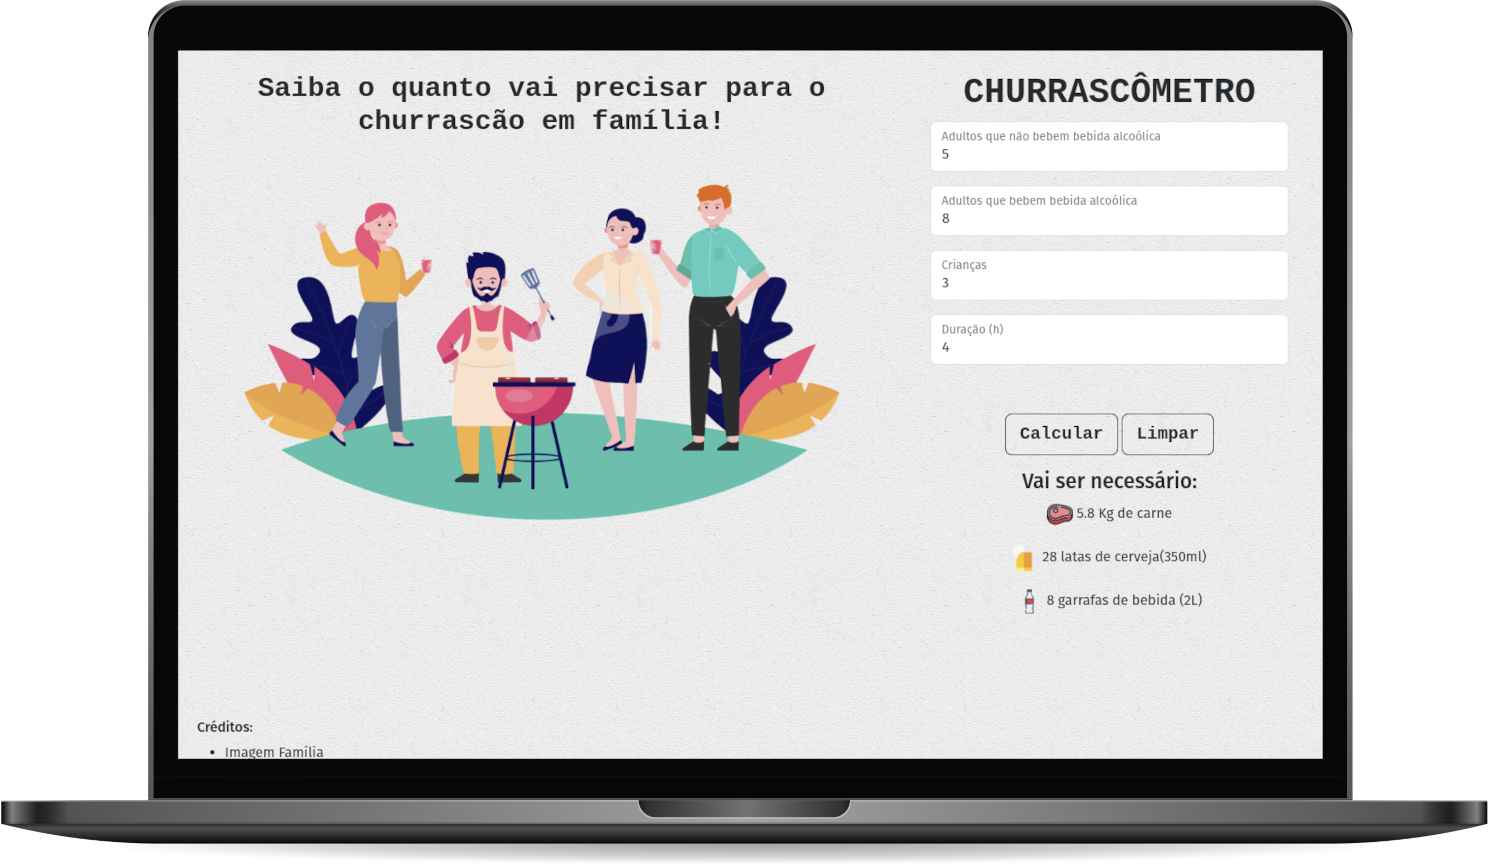 Saiba o quanto vai precisar para o
churrascão em família!
CHURRASCÔMETRO
Adultos que não bebem bebida alcoólica
5
Adultos que bebem bebida alcoólica
8
Crianças
3
Duração (h)
4
Calcular
Limpar
Vai ser necessário:
5.8 Kg de carne
28 latas de cerveja(350ml)
8 garrafas de bebida (2L)
Créditos:
Imagem Família